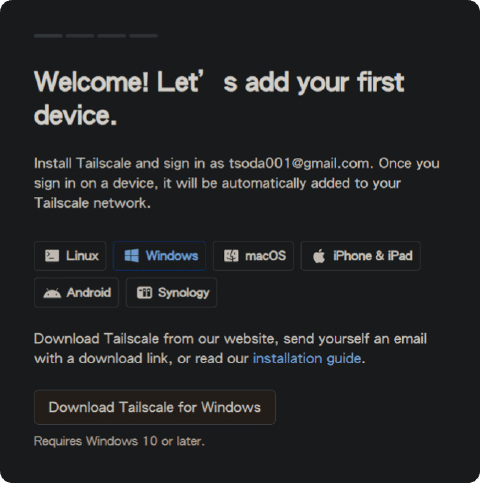 Welcome! Let’s add your first
device.
Install Tailscale and sign in as tsoda001@gmail.com. Once you
sign in on a device, it will be automatically added to your
Tailscale network.
Linux Windows macOS iPhone & iPad
Android Synology
Download Tailscale from our website, send yourself an email
with a download link, or read our installation guide.
Download Tailscale for Windows
Requires Windows 10 or later.